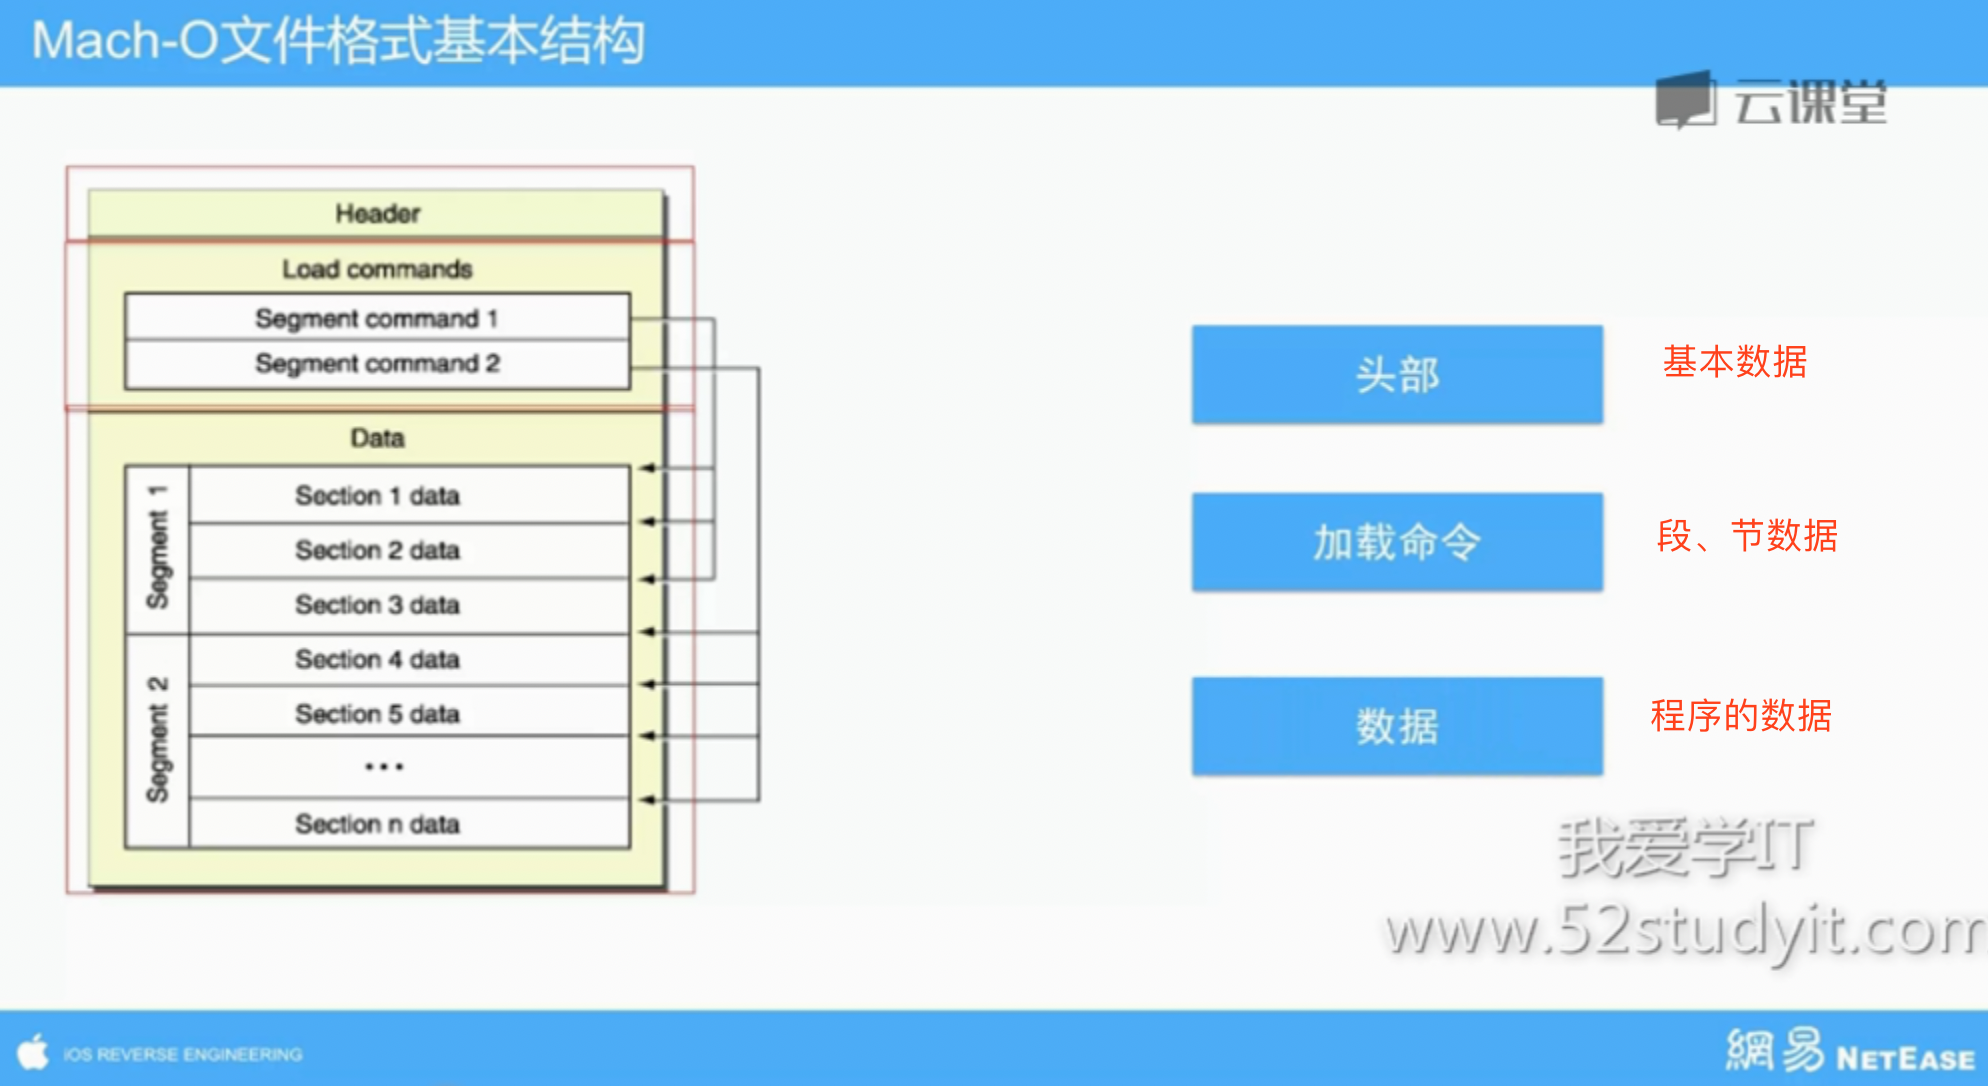 Mach-O文件格式基本结构
云课堂
Header
Load commands
Segment command 1
Segment command 2
Data
Segment 1
Section 1 data
Section 2 data
Section 3 data
Segment 2
Section 4 data
Section 5 data
...
Section n data
头部
基本数据
加载命令
段、节数据
数据
程序的数据
我爱学IT
www.52studyit.com
iOS REVERSE ENGINEERING
網易 NETEASE